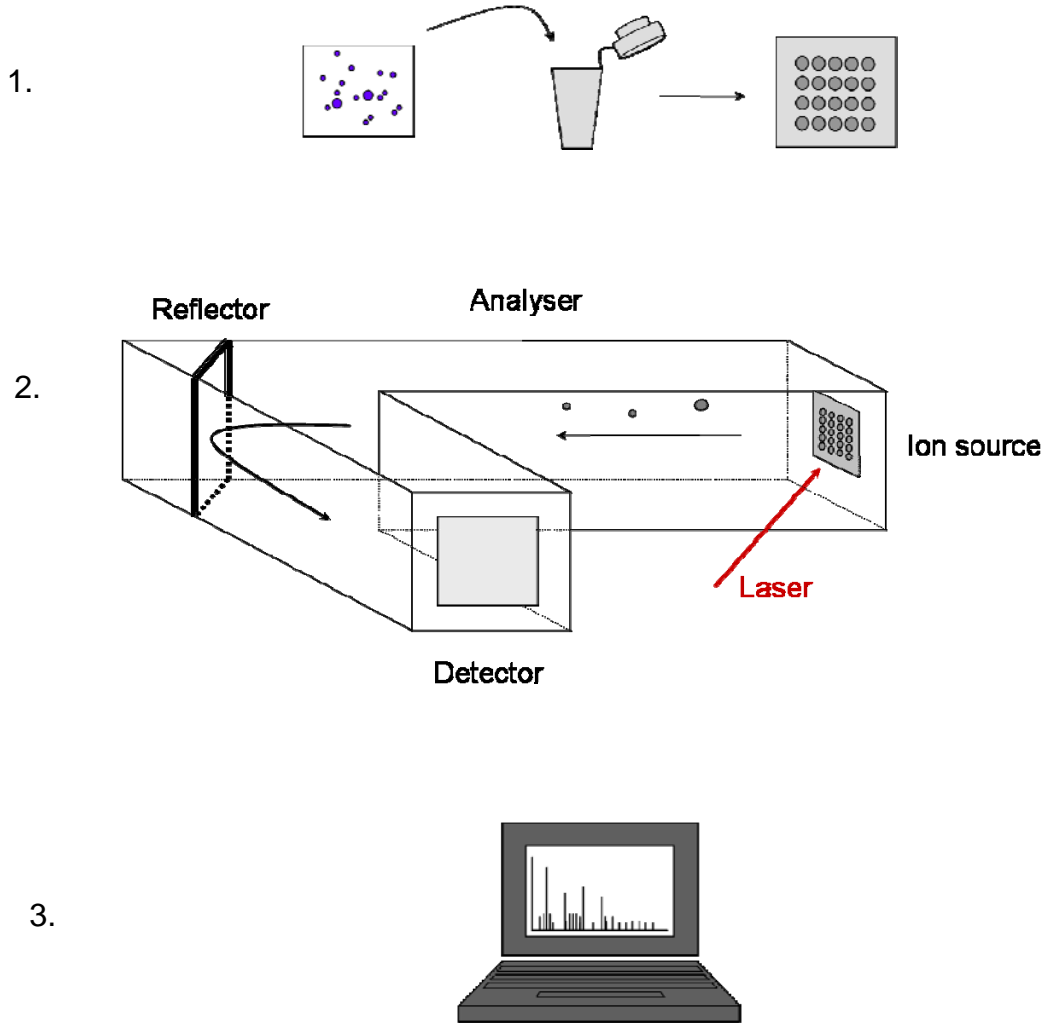 1.
Reflector
Analyser
2.
Ion source
Laser
Detector
3.